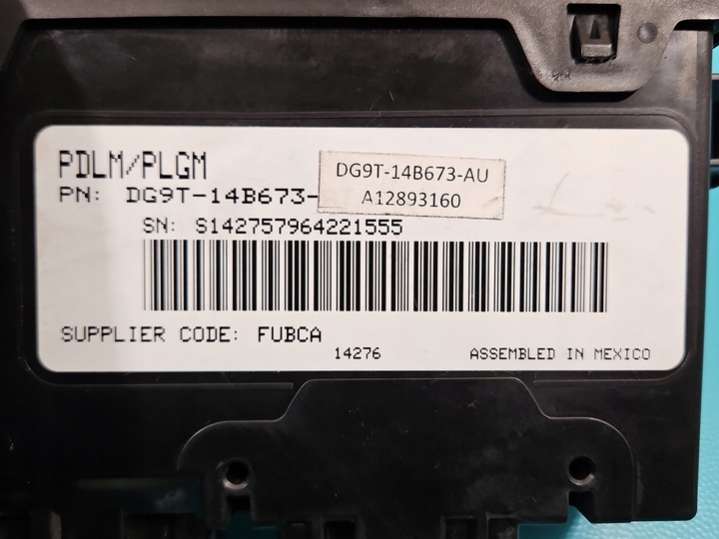 PDLM/PLGM
PN: DG9T-14B673-
DG9T-14B673-AU
A12893160
SN: S142757964221555
SUPPLIER CODE: FUBCA
14276
ASSEMBLED IN MEXICO